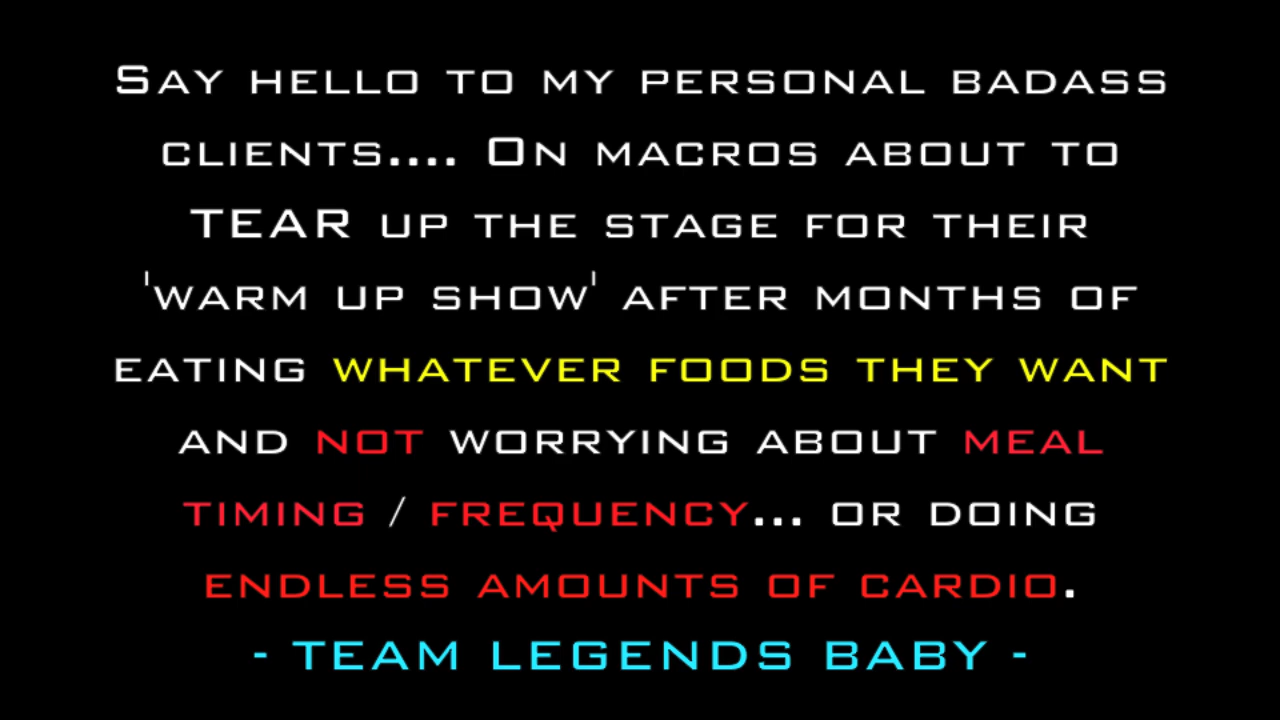 Say hello to my personal badass
clients.... On macros about to
TEAR up the stage for their
'warm up show' after months of
eating whatever foods they want
and not worrying about meal
timing / frequency... or doing
endless amounts of cardio.
- TEAM LEGENDS BABY -